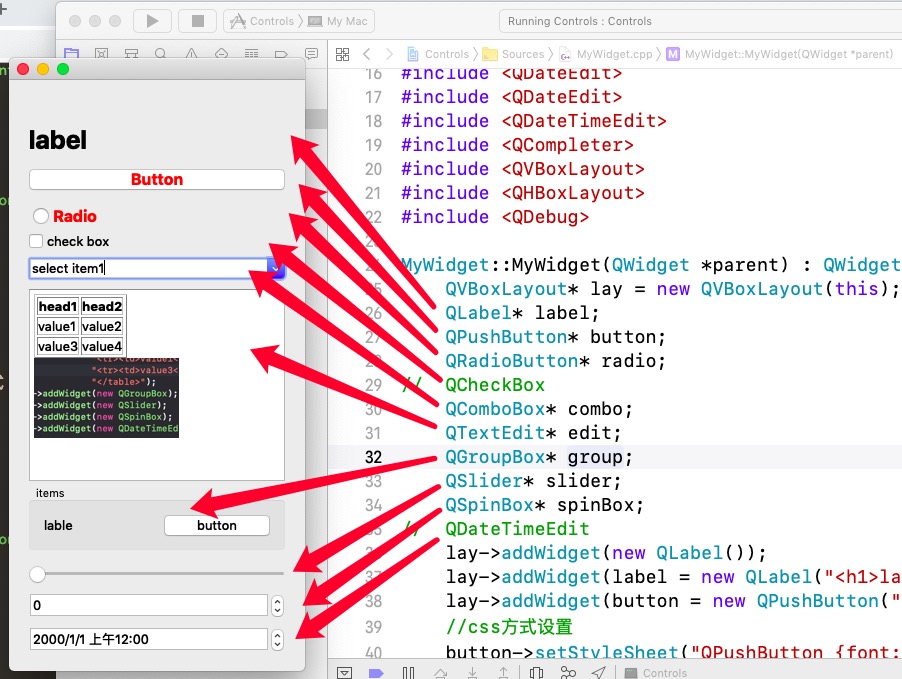 Controls
My Mac
Running Controls : Controls
Controls
Sources
MyWidget.cpp
MyWidget::MyWidget(QWidget *parent)
label
Button
Radio
check box
select item1
head1 head2
value1 value2
value3 value4
"<tr><td>value1<
"<tr><td>value3<
"</table>");
->addWidget(new QGroupBox);
->addWidget(new QSlider);
->addWidget(new QSpinBox);
->addWidget(new QDateTimeEd
items
lable
button
0
2000/1/1 上午12:00
16 #include <QDateEdit>
17 #include <QDateEdit>
18 #include <QDateTimeEdit>
19 #include <QCompleter>
20 #include <QVBoxLayout>
21 #include <QHBoxLayout>
22 #include <QDebug>
MyWidget::MyWidget(QWidget *parent) : QWidget
QVBoxLayout* lay = new QVBoxLayout(this);
26 QLabel* label;
27 QPushButton* button;
QRadioButton* radio;
29 // QCheckBox
30 QComboBox* combo;
31 QTextEdit* edit;
32 QGroupBox* group;
33 QSlider* slider;
34 QSpinBox* spinBox;
// QDateTimeEdit
lay->addWidget(new QLabel());
37 lay->addWidget(label = new QLabel("<h1>la
38 lay->addWidget(button = new QPushButton("
39 //css方式设置
40 button->setStyleSheet("QPushButton {font:
Controls